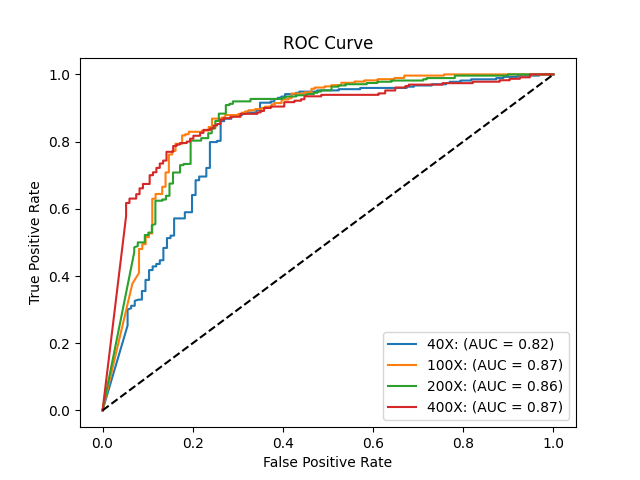 ROC Curve
True Positive Rate
1.0
0.8
0.6
0.4
0.2
0.0
40X: (AUC = 0.82)
100X: (AUC = 0.87)
200X: (AUC = 0.86)
400X: (AUC = 0.87)
0.0 0.2 0.4 0.6 0.8 1.0
False Positive Rate